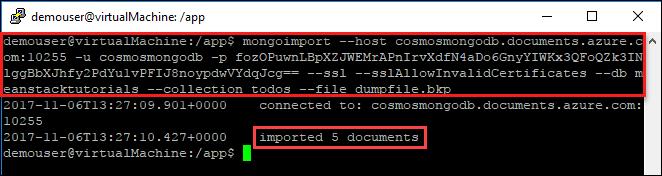 demouser@virtualMachine: /app
demouser@virtualMachine:/app$ mongoimport --host cosmosmongodb.documents.azure.c
om:10255 -u cosmosmongodb -p fozOPuwnLBpXZJWEMrAPnIrvXdfN4aDo6GnyYIWKx3QFoQZk3IN
lggBbXJhfy2PdYulvPFIJ8noypdwVYdqJcg== --ssl --sslAllowInvalidCertificates --db m
eanstacktutorials --collection todos --file dumpfile.bkp
2017-11-06T13:27:09.901+0000 connected to: cosmosmongodb.documents.azure.com:
10255
2017-11-06T13:27:10.427+0000 imported 5 documents
demouser@virtualMachine:/app$